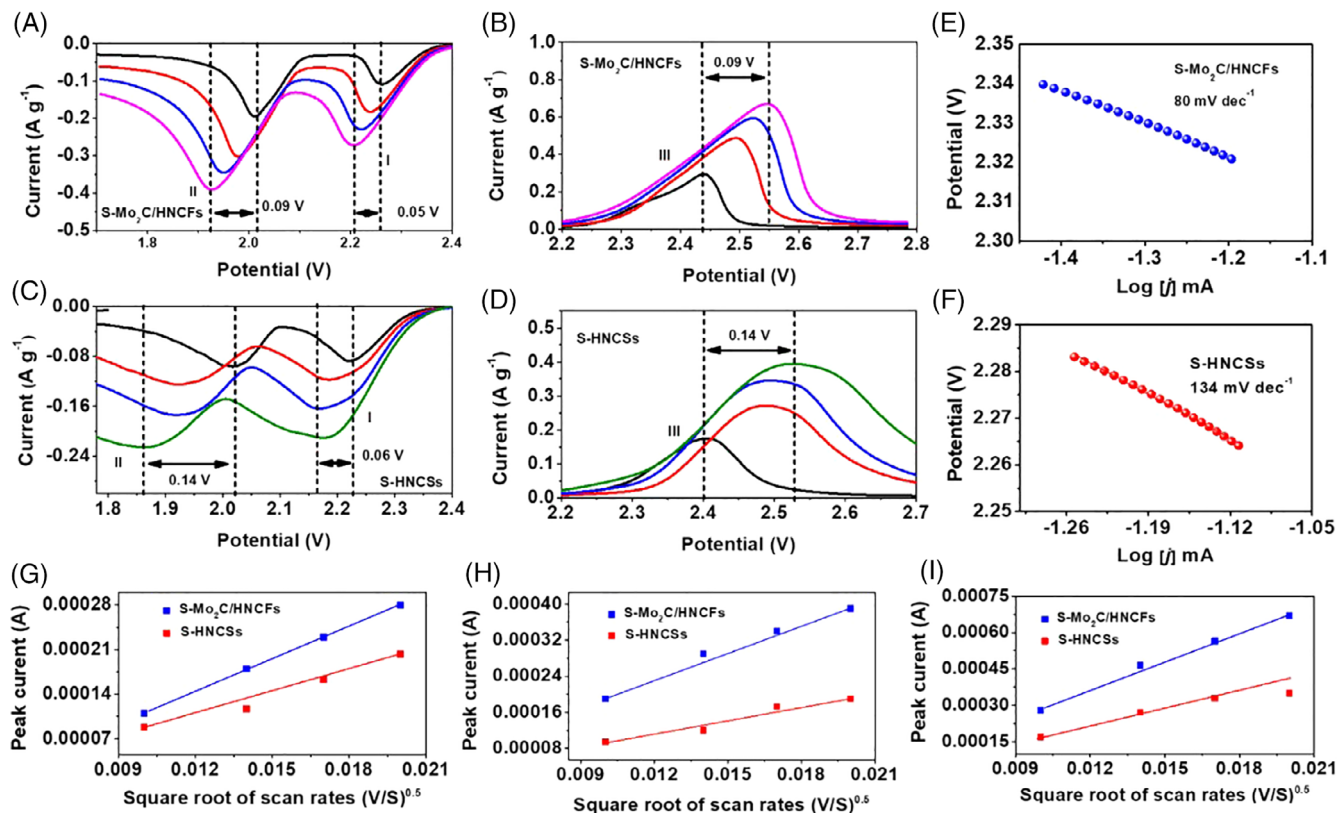 (A)
0.0
-0.1
-0.2
-0.3
-0.4
-0.5
Current (A g⁻¹)
I
II
S-Mo₂C/HNCFs
0.09 V
0.05 V
1.8
2.0
2.2
2.4
Potential (V)
(B)
1.0
0.8
0.6
0.4
0.2
0.0
Current (A g⁻¹)
S-Mo₂C/HNCFs
0.09 V
III
2.2
2.3
2.4
2.5
2.6
2.7
2.8
Potential (V)
(E)
2.35
2.34
2.33
2.32
2.30
Potential (V)
S-Mo₂C/HNCFs
80 mV dec⁻¹
-1.4
-1.3
-1.2
-1.1
Log [j] mA
(C)
0.00
-0.08
-0.16
-0.24
Current (A g⁻¹)
I
II
0.14 V
0.06 V
S-HNCSs
1.8
1.9
2.0
2.1
2.2
2.3
2.4
Potential (V)
(D)
0.5
0.4
0.3
0.2
0.1
0.0
Current (A g⁻¹)
S-HNCSs
0.14 V
III
2.2
2.3
2.4
2.5
2.6
2.7
Potential (V)
(F)
2.29
2.28
2.27
2.26
2.25
Potential (V)
S-HNCSs
134 mV dec⁻¹
-1.26
-1.19
-1.12
-1.05
Log [j] mA
(G)
0.00028
0.00021
0.00014
0.00007
Peak current (A)
S-Mo₂C/HNCFs
S-HNCSs
0.009
0.012
0.015
0.018
0.021
Square root of scan rates (V/S)⁰·⁵
(H)
0.00040
0.00032
0.00024
0.00016
0.00008
Peak current (A)
S-Mo₂C/HNCFs
S-HNCSs
0.009
0.012
0.015
0.018
0.021
Square root of scan rates (V/S)⁰·⁵
(I)
0.00075
0.00060
0.00045
0.00030
0.00015
Peak current (A)
S-Mo₂C/HNCFs
S-HNCSs
0.009
0.012
0.015
0.018
0.021
Square root of scan rates (V/S)⁰·⁵